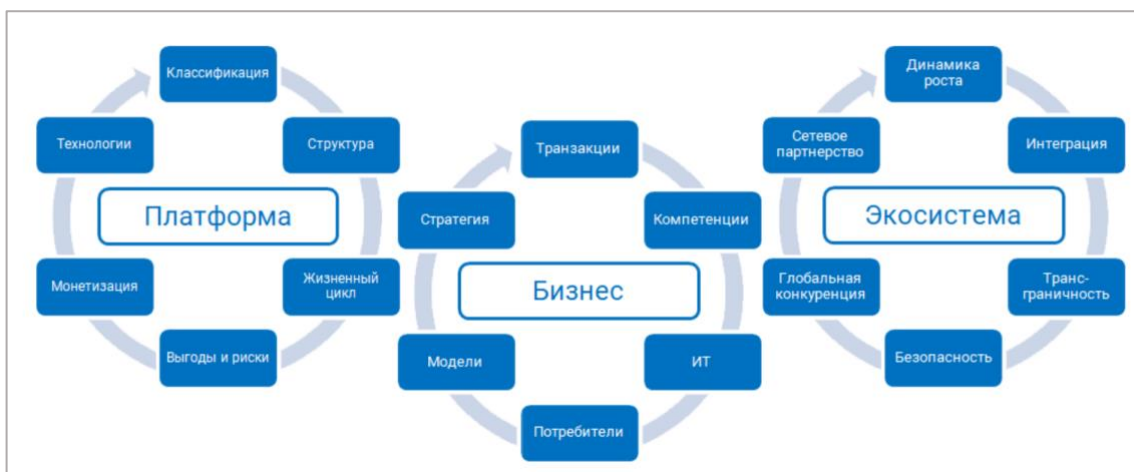 Классификация
Структура
Жизненный
цикл
Выгоды и риски
Монетизация
Технологии
Платформа
Транзакции
Компетенции
ИТ
Потребители
Модели
Стратегия
Бизнес
Динамика
роста
Интеграция
Транс-
граничность
Безопасность
Глобальная
конкуренция
Сетевое
партнерство
Экосистема